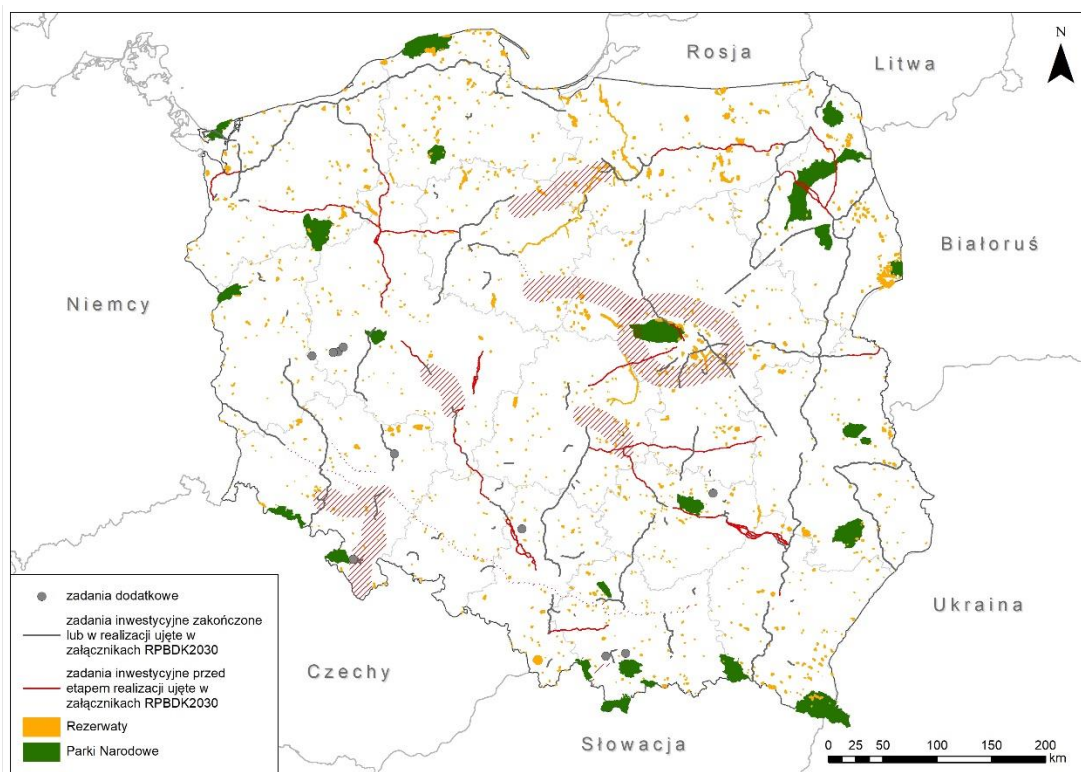 Rosja
Litwa
N
Białoruś
Niemcy
Ukraina
Czechy
Słowacja
zadania dodatkowe
zadania inwestycyjne zakończone
lub w realizacji ujęte w
załącznikach RPBDK2030
zadania inwestycyjne przed
etapem realizacji ujęte w
załącznikach RPBDK2030
Rezerwaty
Parki Narodowe
0 25 50 100 150 200
km